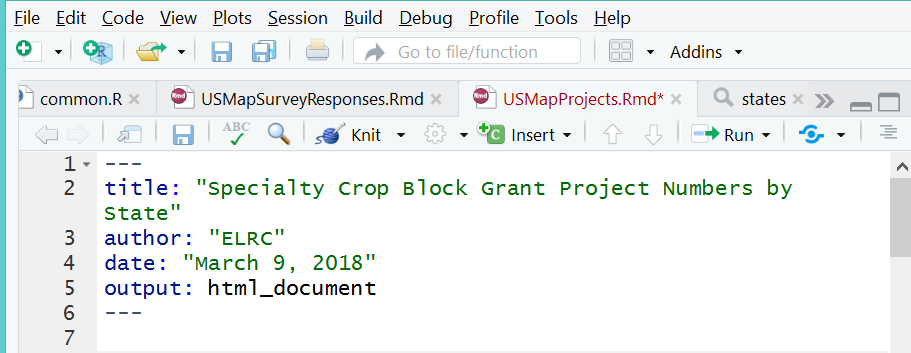 File Edit Code View Plots Session Build Debug Profile Tools Help
Go to file/function Addins
common.R USMapSurveyResponses.Rmd USMapProjects.Rmd* states
ABC Knit Insert Run
1 ---
2 title: "Specialty Crop Block Grant Project Numbers by
State"
3 author: "ELRC"
4 date: "March 9, 2018"
5 output: html_document
6 ---
7